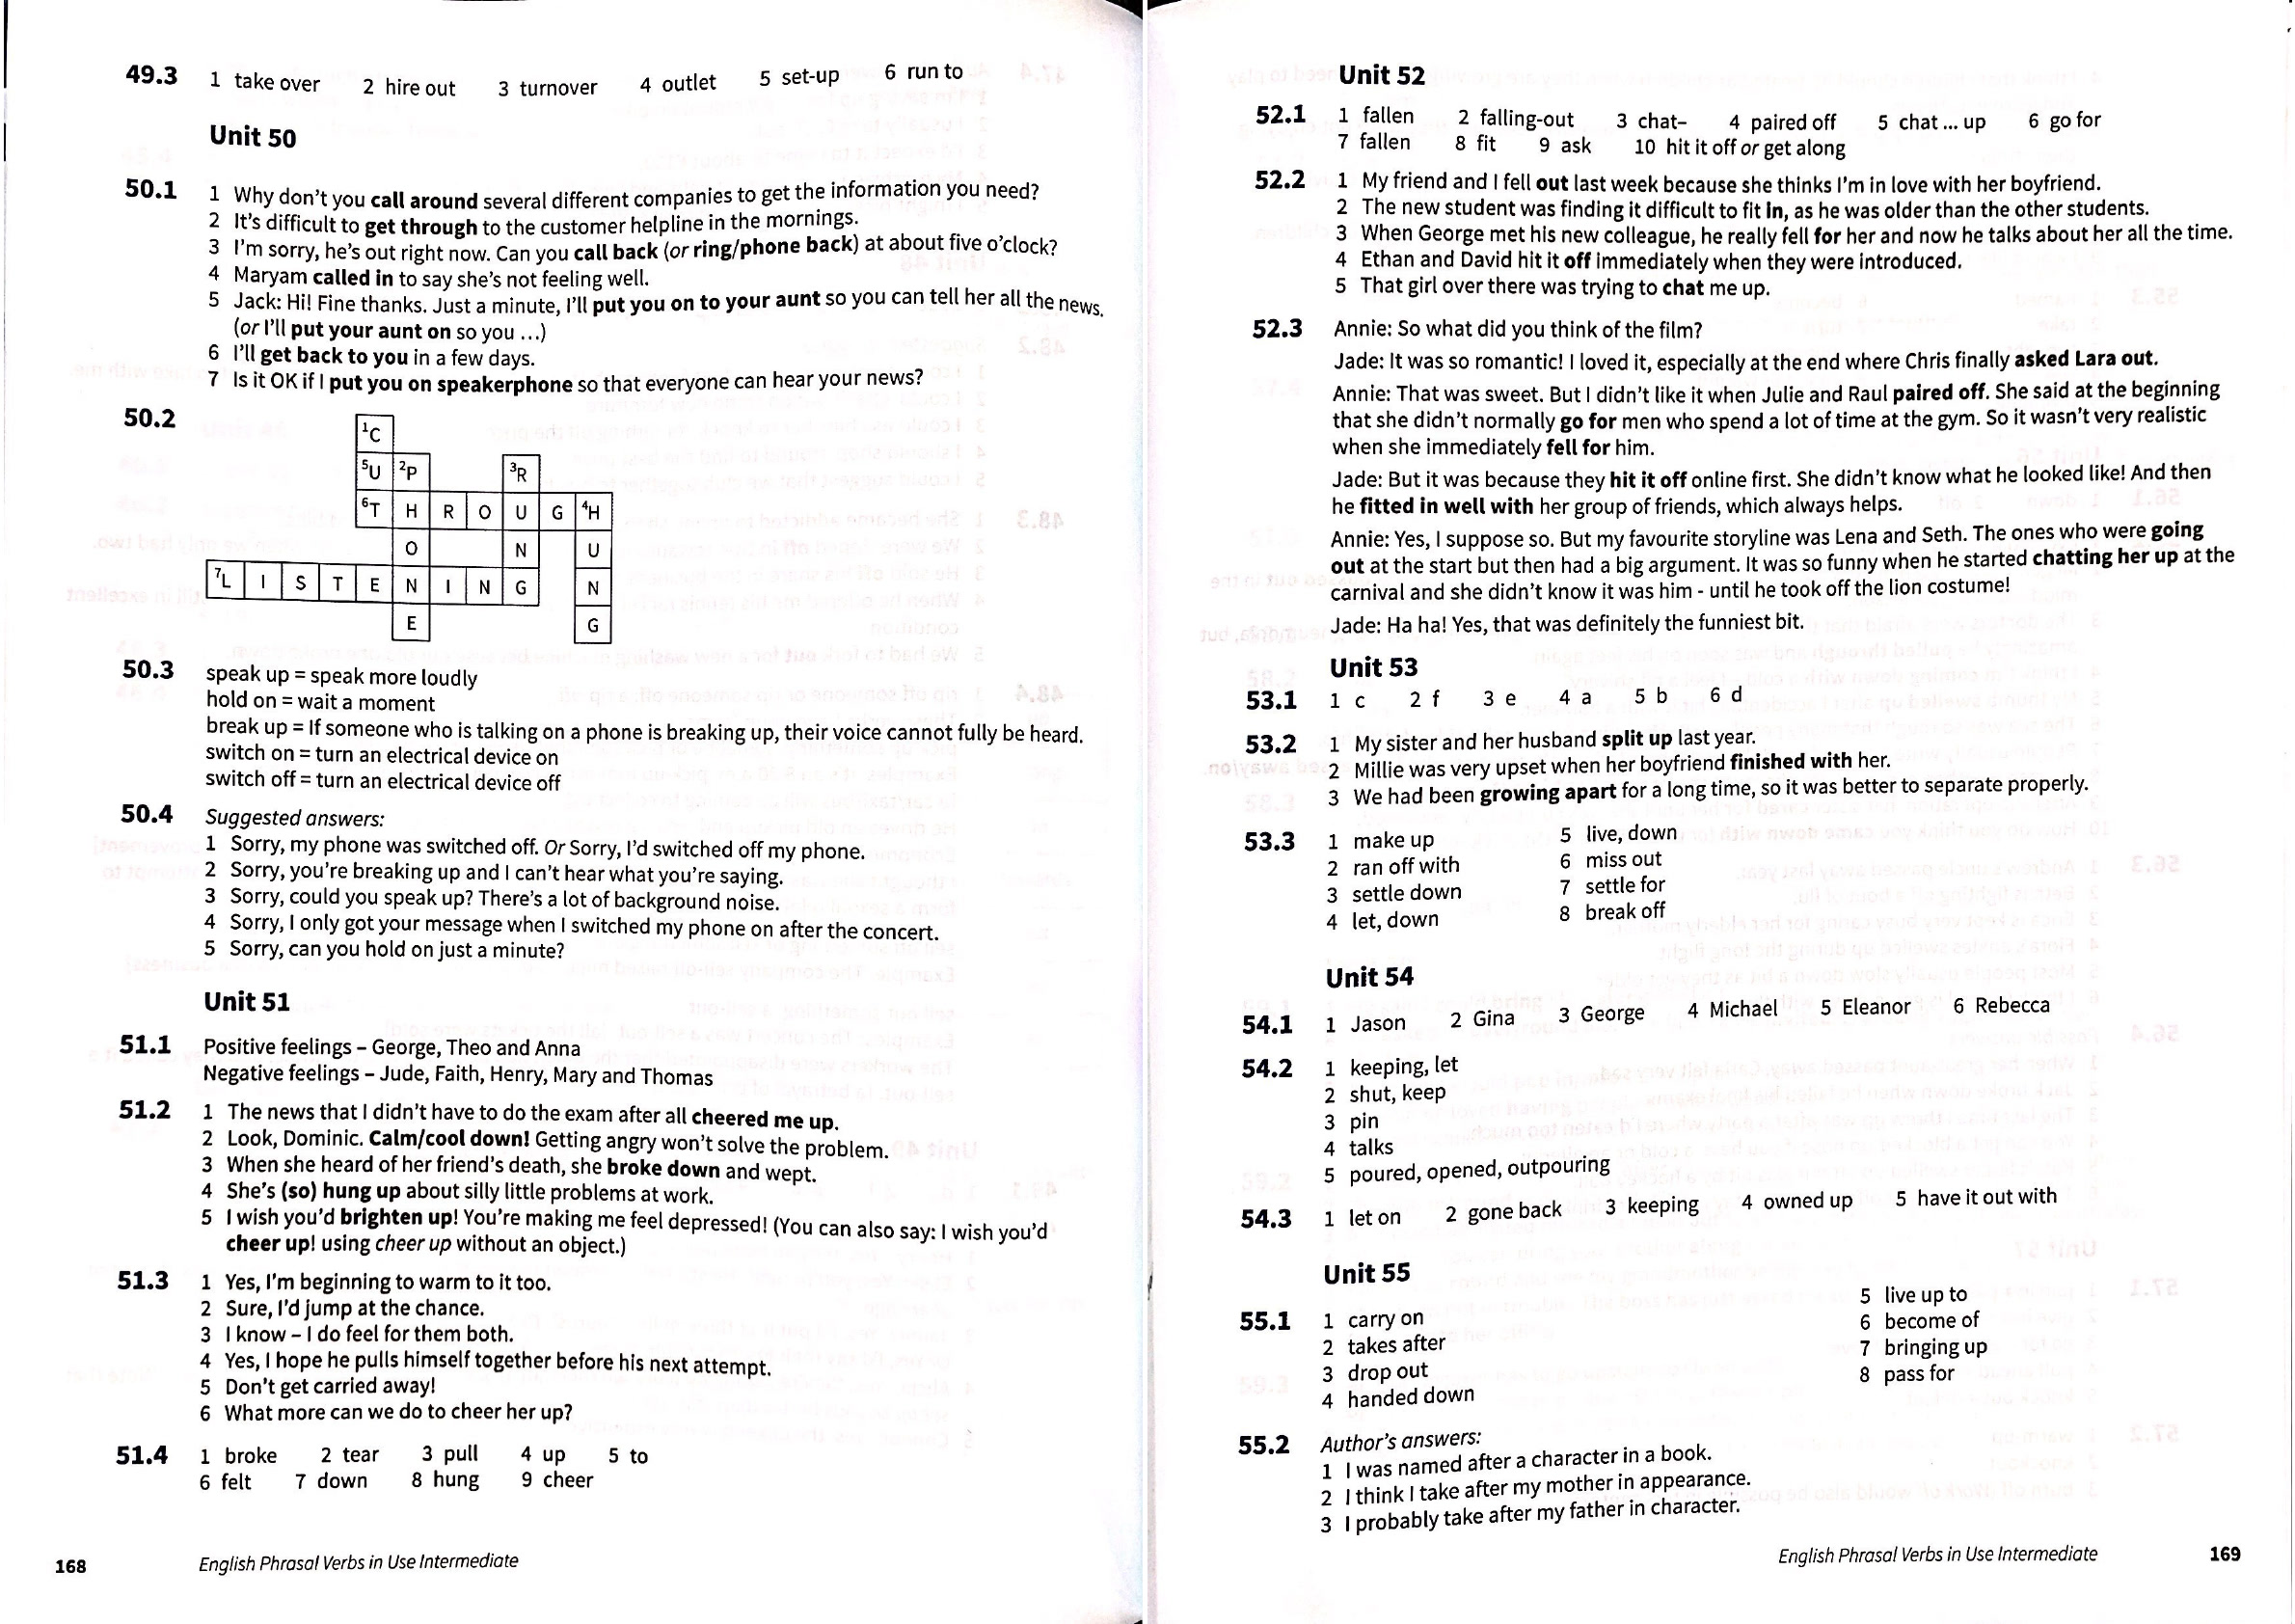 49.3 1 take over 2 hire out 3 turnover 4 outlet 5 set-up 6 run to
Unit 50
50.1 1 Why don't you call around several different companies to get the information you need?
2 It's difficult to get through to the customer helpline in the mornings.
3 I'm sorry, he's out right now. Can you call back (or ring/phone back) at about five o'clock?
4 Maryam called in to say she's not feeling well.
5 Jack: Hi! Fine thanks. Just a minute, I'll put you on to your aunt so you can tell her all the news.
(or I'll put your aunt on so you ...)
6 I'll get back to you in a few days.
7 Is it OK if I put you on speakerphone so that everyone can hear your news?
50.2
1C
5U 2P 3R
6T H R O U G 4H
O N U
7L I S T E N I N G N
E G
50.3 speak up = speak more loudly
hold on = wait a moment
break up = If someone who is talking on a phone is breaking up, their voice cannot fully be heard.
switch on = turn an electrical device on
switch off = turn an electrical device off
50.4 Suggested answers:
1 Sorry, my phone was switched off. Or Sorry, I'd switched off my phone.
2 Sorry, you're breaking up and I can't hear what you're saying.
3 Sorry, could you speak up? There's a lot of background noise.
4 Sorry, I only got your message when I switched my phone on after the concert.
5 Sorry, can you hold on just a minute?
Unit 51
51.1 Positive feelings – George, Theo and Anna
Negative feelings – Jude, Faith, Henry, Mary and Thomas
51.2 1 The news that I didn't have to do the exam after all cheered me up.
2 Look, Dominic. Calm/cool down! Getting angry won't solve the problem.
3 When she heard of her friend's death, she broke down and wept.
4 She's (so) hung up about silly little problems at work.
5 I wish you'd brighten up! You're making me feel depressed! (You can also say: I wish you'd
cheer up! using cheer up without an object.)
51.3 1 Yes, I'm beginning to warm to it too.
2 Sure, I'd jump at the chance.
3 I know – I do feel for them both.
4 Yes, I hope he pulls himself together before his next attempt.
5 Don't get carried away!
6 What more can we do to cheer her up?
51.4 1 broke 2 tear 3 pull 4 up 5 to
6 felt 7 down 8 hung 9 cheer
168 English Phrasal Verbs in Use Intermediate
Unit 52
52.1 1 fallen 2 falling-out 3 chat– 4 paired off 5 chat ... up 6 go for
7 fallen 8 fit 9 ask 10 hit it off or get along
52.2 1 My friend and I fell out last week because she thinks I'm in love with her boyfriend.
2 The new student was finding it difficult to fit in, as he was older than the other students.
3 When George met his new colleague, he really fell for her and now he talks about her all the time.
4 Ethan and David hit it off immediately when they were introduced.
5 That girl over there was trying to chat me up.
52.3 Annie: So what did you think of the film?
Jade: It was so romantic! I loved it, especially at the end where Chris finally asked Lara out.
Annie: That was sweet. But I didn't like it when Julie and Raul paired off. She said at the beginning
that she didn't normally go for men who spend a lot of time at the gym. So it wasn't very realistic
when she immediately fell for him.
Jade: But it was because they hit it off online first. She didn't know what he looked like! And then
he fitted in well with her group of friends, which always helps.
Annie: Yes, I suppose so. But my favourite storyline was Lena and Seth. The ones who were going
out at the start but then had a big argument. It was so funny when he started chatting her up at the
carnival and she didn't know it was him - until he took off the lion costume!
Jade: Ha ha! Yes, that was definitely the funniest bit.
Unit 53
53.1 1 c 2 f 3 e 4 a 5 b 6 d
53.2 1 My sister and her husband split up last year.
2 Millie was very upset when her boyfriend finished with her.
3 We had been growing apart for a long time, so it was better to separate properly.
53.3 1 make up 5 live, down
2 ran off with 6 miss out
3 settle down 7 settle for
4 let, down 8 break off
Unit 54
54.1 1 Jason 2 Gina 3 George 4 Michael 5 Eleanor 6 Rebecca
54.2 1 keeping, let
2 shut, keep
3 pin
4 talks
5 poured, opened, outpouring
54.3 1 let on 2 gone back 3 keeping 4 owned up 5 have it out with
Unit 55
55.1 1 carry on 5 live up to
2 takes after 6 become of
3 drop out 7 bringing up
4 handed down 8 pass for
55.2 Author's answers:
1 I was named after a character in a book.
2 I think I take after my mother in appearance.
3 I probably take after my father in character.
English Phrasal Verbs in Use Intermediate 169